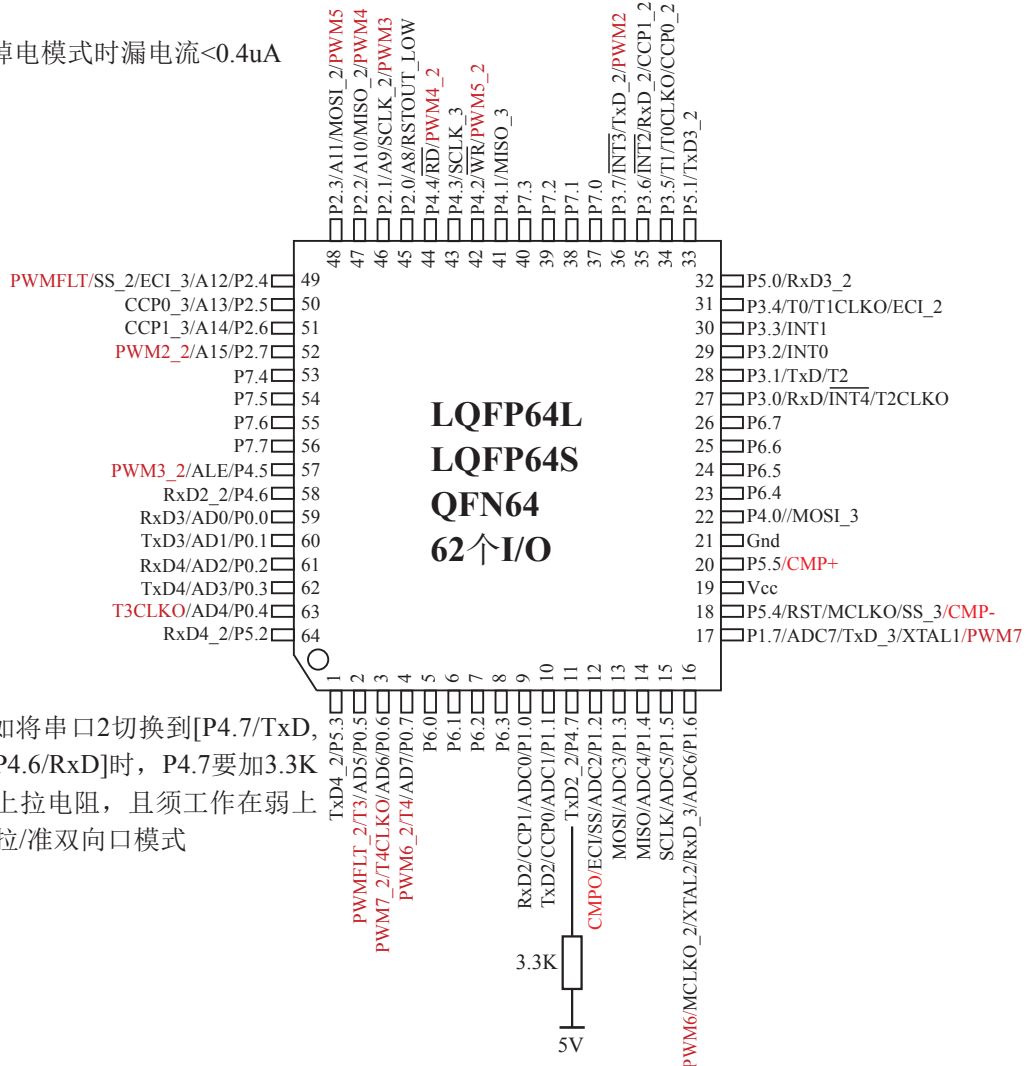 掉电模式时漏电流<0.4uA
P2.3/A11/MOSI_2/PWM5
P2.2/A10/MISO_2/PWM4
P2.1/A9/SCLK_2/PWM3
P2.0/A8/RSTOUT_LOW
P4.4/RD/PWM4_2
P4.3/SCLK_3
P4.2/WR/PWM5_2
P4.1/MISO_3
P7.3
P7.2
P7.1
P7.0
P3.7/INT3/TxD_2/PWM2
P3.6/INT2/RxD_2/CCP1_2
P3.5/T1/T0CLKO/CCP0_2
P5.1/TxD3_2
48 47 46 45 44 43 42 41 40 39 38 37 36 35 34 33
PWMFLT/SS_2/ECI_3/A12/P2.4 49
CCP0_3/A13/P2.5 50
CCP1_3/A14/P2.6 51
PWM2_2/A15/P2.7 52
P7.4 53
P7.5 54
P7.6 55
P7.7 56
PWM3_2/ALE/P4.5 57
RxD2_2/P4.6 58
RxD3/AD0/P0.0 59
TxD3/AD1/P0.1 60
RxD4/AD2/P0.2 61
TxD4/AD3/P0.3 62
T3CLKO/AD4/P0.4 63
RxD4_2/P5.2 64
LQFP64L
LQFP64S
QFN64
62个I/O
32 P5.0/RxD3_2
31 P3.4/T0/T1CLKO/ECI_2
30 P3.3/INT1
29 P3.2/INT0
28 P3.1/TxD/T2
27 P3.0/RxD/INT4/T2CLKO
26 P6.7
25 P6.6
24 P6.5
23 P6.4
22 P4.0//MOSI_3
21 Gnd
20 P5.5/CMP+
19 Vcc
18 P5.4/RST/MCLKO/SS_3/CMP-
17 P1.7/ADC7/TxD_3/XTAL1/PWM7
1 2 3 4 5 6 7 8 9 10 11 12 13 14 15 16
TxD4_2/P5.3
PWMFLT_2/T3/AD5/P0.5
PWM7_2/T4CLKO/AD6/P0.6
PWM6_2/T4/AD7/P0.7
P6.0
P6.1
P6.2
P6.3
RxD2/CCP1/ADC0/P1.0
TxD2/CCP0/ADC1/P1.1
TxD2_2/P4.7
CMPO/ECI/SS/ADC2/P1.2
MOSI/ADC3/P1.3
MISO/ADC4/P1.4
SCLK/ADC5/P1.5
PWM6/MCLKO_2/XTAL2/RxD_3/ADC6/P1.6
如将串口2切换到[P4.7/TxD,
P4.6/RxD]时，P4.7要加3.3K
上拉电阻，且须工作在弱上
拉/准双向口模式
3.3K
5V